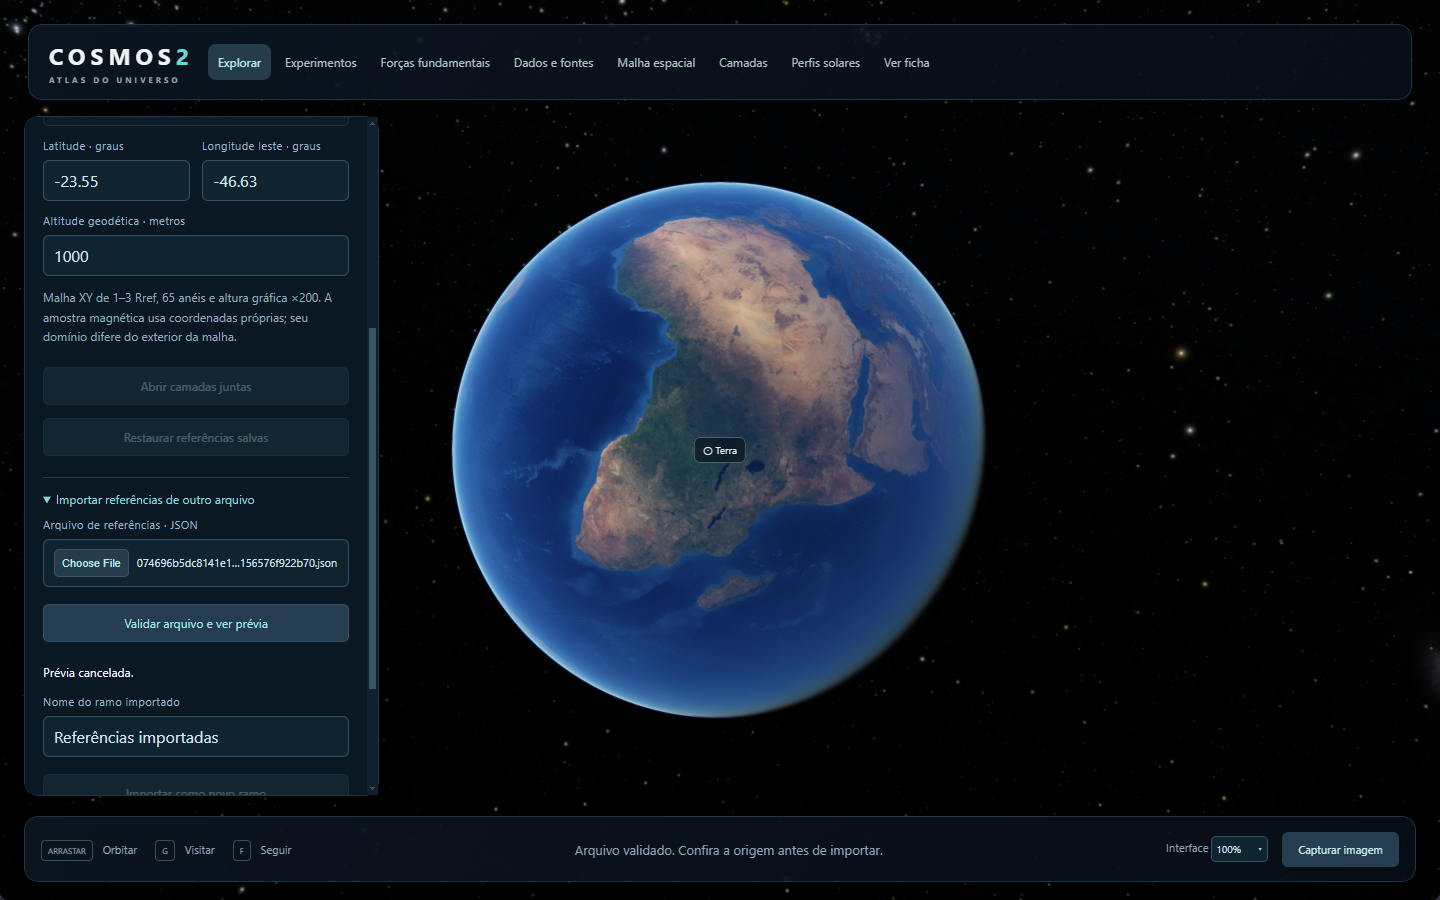 COSMOS2
ATLAS DO UNIVERSO
Explorar
Experimentos
Forças fundamentais
Dados e fontes
Malha espacial
Camadas
Perfis solares
Ver ficha
Latitude · graus
Longitude leste · graus
-23.55
-46.63
Altitude geodética · metros
1000
Malha XY de 1–3 Rref, 65 anéis e altura gráfica ×200. A
amostra magnética usa coordenadas próprias; seu
domínio difere do exterior da malha.
Abrir camadas juntas
Restaurar referências salvas
▼ Importar referências de outro arquivo
Arquivo de referências · JSON
Choose File
074696b5dc8141e1...156576f922b70.json
Validar arquivo e ver prévia
Prévia cancelada.
Nome do ramo importado
Referências importadas
Importar como novo ramo
Terra
ARRASTAR
Orbitar
G
Visitar
F
Seguir
Arquivo validado. Confira a origem antes de importar.
Interface
100%
Capturar imagem